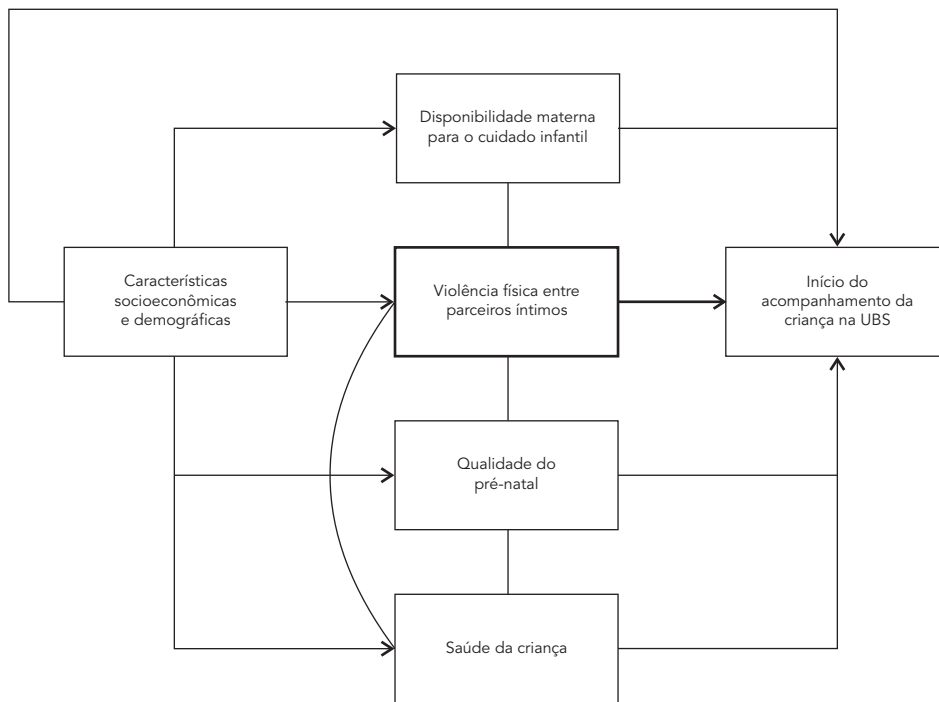 Disponibilidade materna
para o cuidado infantil
Características
socioeconômicas
e demográficas
Violência física entre
parceiros íntimos
Início do
acompanhamento da
criança na UBS
Qualidade do
pré-natal
Saúde da criança